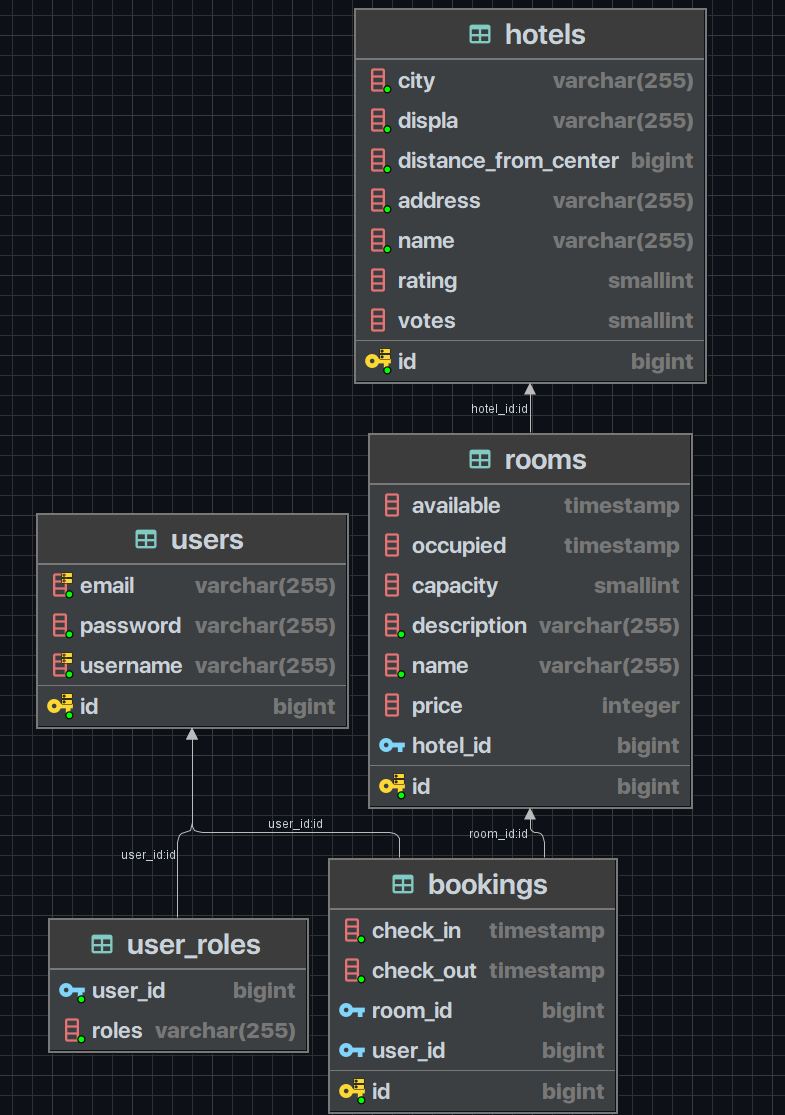 hotels
city varchar(255)
displa varchar(255)
distance_from_center bigint
address varchar(255)
name varchar(255)
rating smallint
votes smallint
id bigint
hotel_id:id
rooms
available timestamp
occupied timestamp
capacity smallint
description varchar(255)
name varchar(255)
price integer
hotel_id bigint
id bigint
users
email varchar(255)
password varchar(255)
username varchar(255)
id bigint
user_id:id
room_id:id
user_id:id
bookings
check_in timestamp
check_out timestamp
room_id bigint
user_id bigint
id bigint
user_roles
user_id bigint
roles varchar(255)